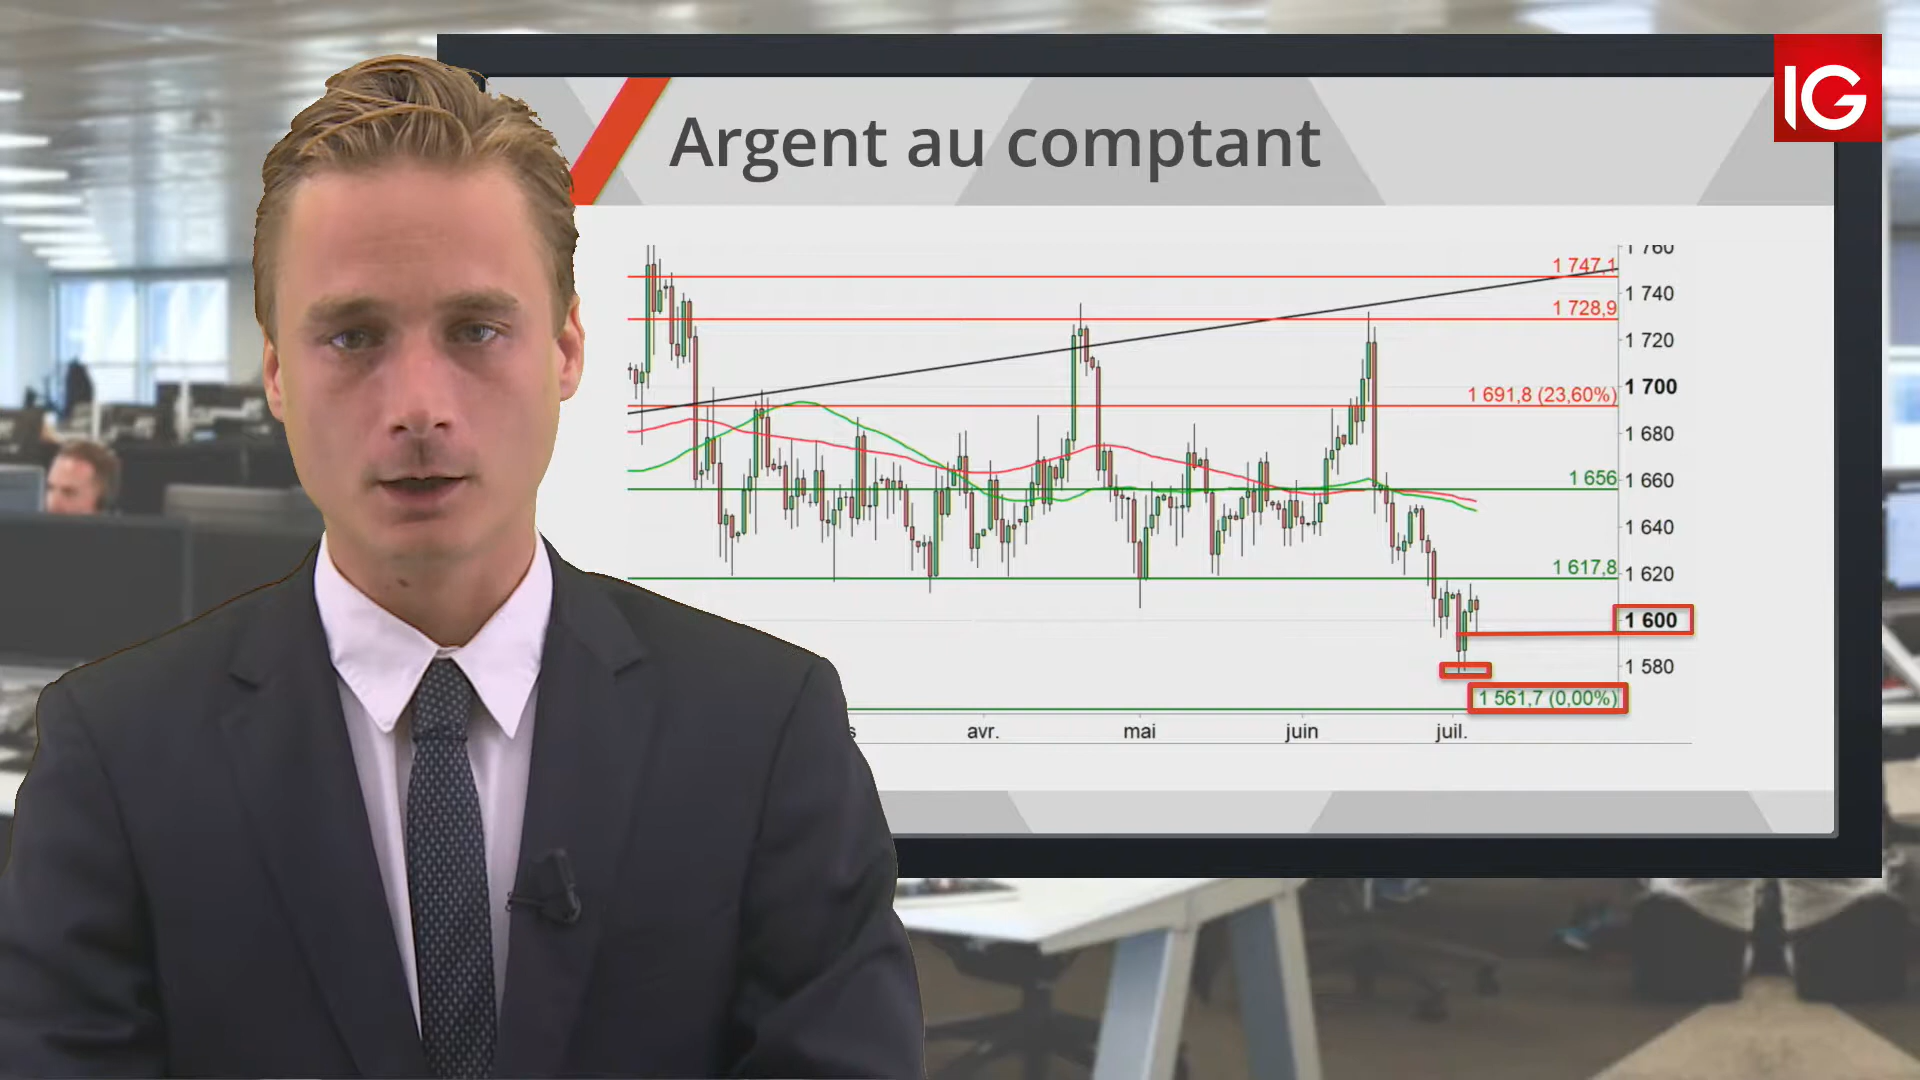 IG
Argent au comptant
1 760
1 747,1
1 740
1 728,9
1 720
1 700
1 691,8 (23,60%)
1 680
1 656
1 660
1 640
1 617,8
1 620
1 600
1 580
1 561,7 (0,00%)
avr.
mai
juin
juil.